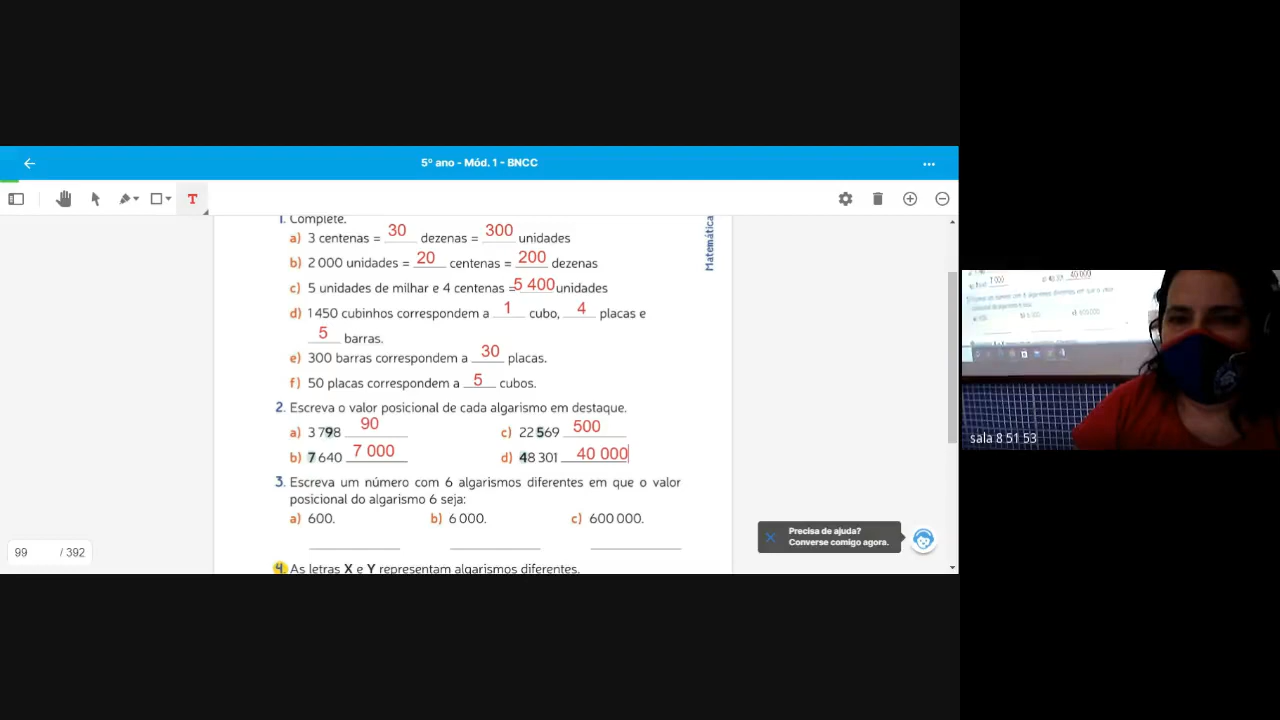 5º ano - Mód. 1 - BNCC
T
1. Complete.
a) 3 centenas = 30 dezenas = 300 unidades
b) 2 000 unidades = 20 centenas = 200 dezenas
c) 5 unidades de milhar e 4 centenas = 5 400 unidades
d) 1 450 cubinhos correspondem a 1 cubo, 4 placas e
5 barras.
e) 300 barras correspondem a 30 placas.
f) 50 placas correspondem a 5 cubos.
Matemática
2. Escreva o valor posicional de cada algarismo em destaque.
a) 3 798 90 c) 22 569 500
b) 7 640 7 000 d) 48 301 40 000
3. Escreva um número com 6 algarismos diferentes em que o valor
posicional do algarismo 6 seja:
a) 600. b) 6 000. c) 600 000.
4. As letras X e Y representam algarismos diferentes.
99 / 392
Precisa de ajuda?
Converse comigo agora.
sala 8 51 53